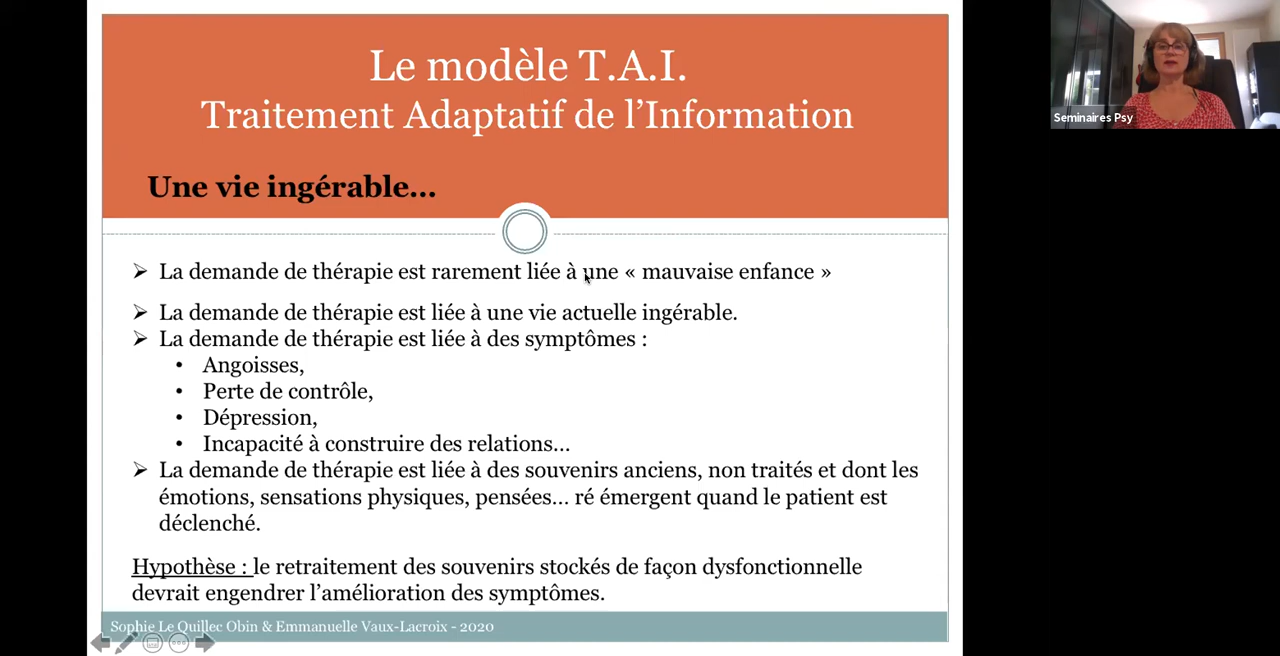 Le modèle T.A.I.
Traitement Adaptatif de l'Information
Une vie ingérable...
➢ La demande de thérapie est rarement liée à une « mauvaise enfance »
➢ La demande de thérapie est liée à une vie actuelle ingérable.
➢ La demande de thérapie est liée à des symptômes :
• Angoisses,
• Perte de contrôle,
• Dépression,
• Incapacité à construire des relations...
➢ La demande de thérapie est liée à des souvenirs anciens, non traités et dont les
émotions, sensations physiques, pensées... ré émergent quand le patient est
déclenché.
Hypothèse : le retraitement des souvenirs stockés de façon dysfonctionnelle
devrait engendrer l'amélioration des symptômes.
Sophie Le Quillec Obin & Emmanuelle Vaux-Lacroix - 2020
Seminaires Psy